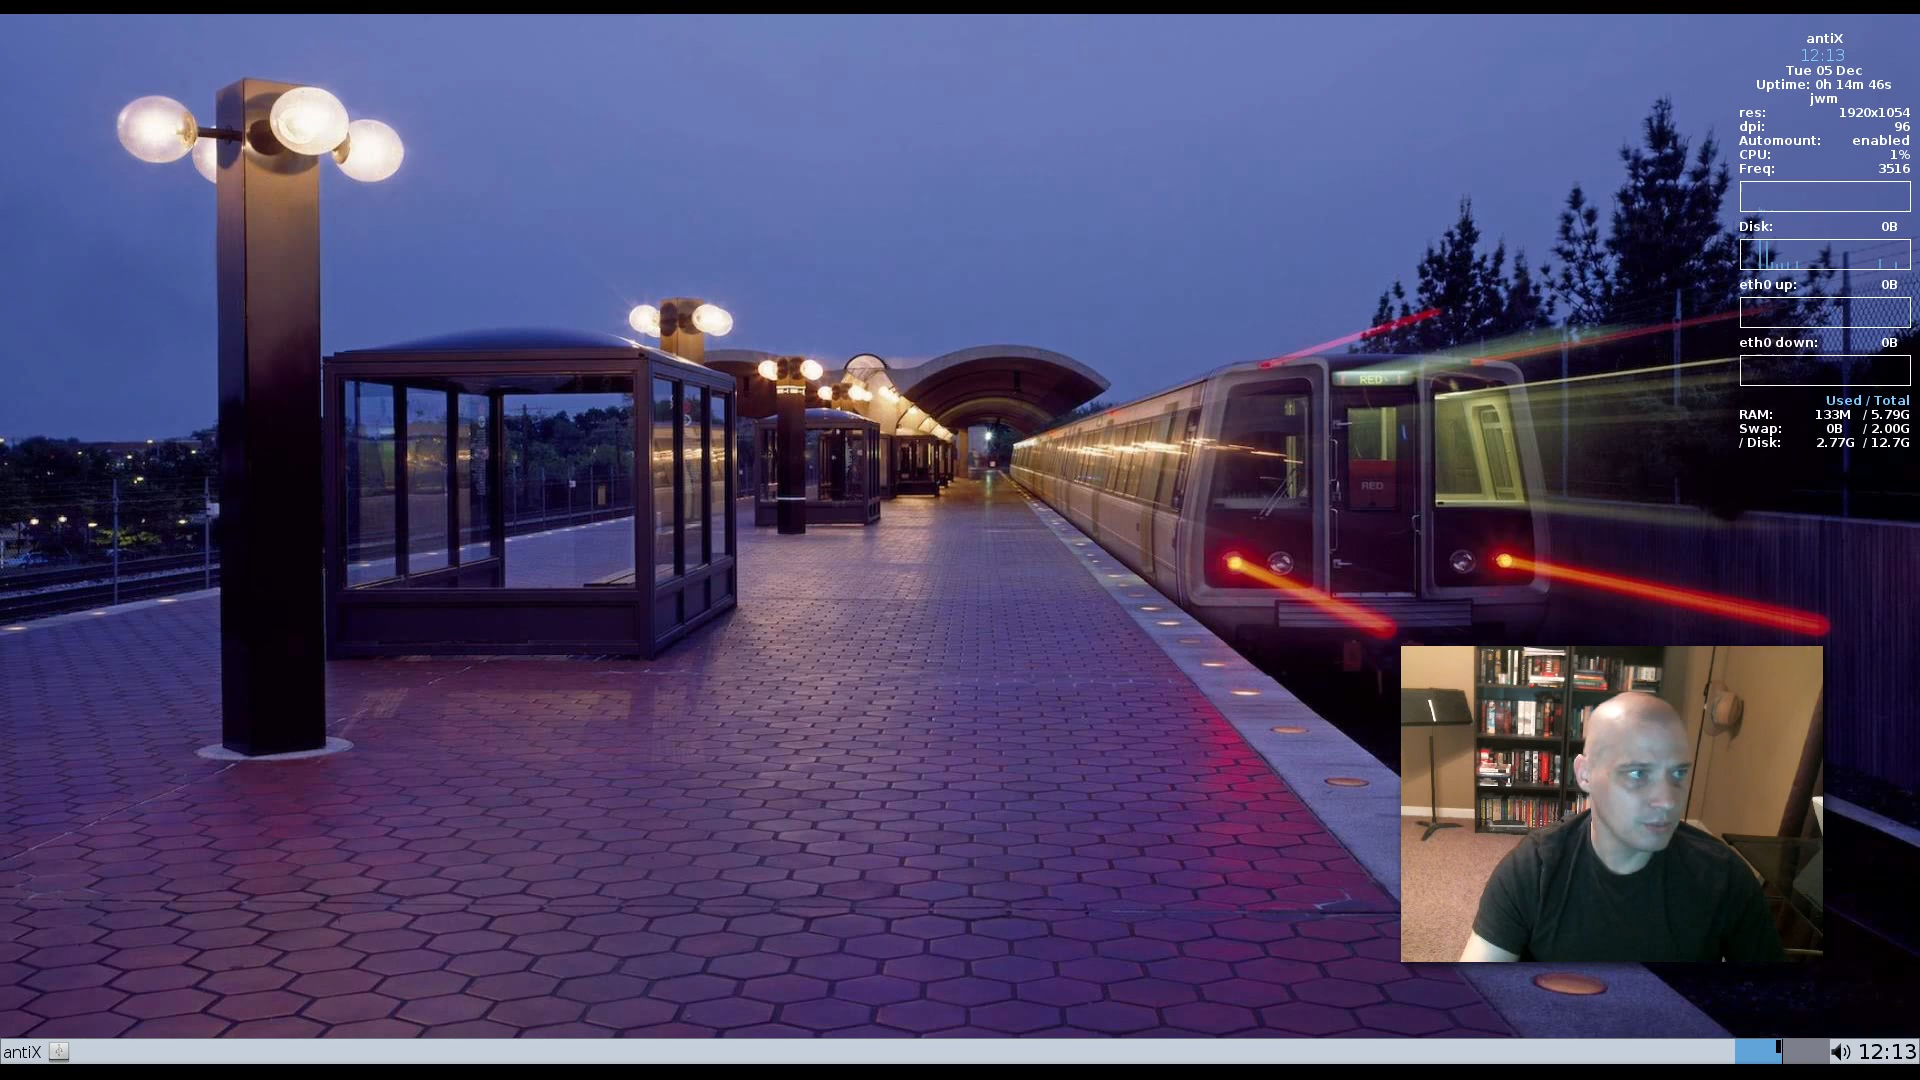 antiX
12:13
Tue 05 Dec
Uptime: 0h 14m 46s
jwm
res: 1920x1054
dpi: 96
Automount: enabled
CPU: 1%
Freq: 3516
Disk: 0B
eth0 up: 0B
eth0 down: 0B
Used / Total
RAM: 133M / 5.79G
Swap: 0B / 2.00G
/ Disk: 2.77G / 12.7G
RED
RED
antiX
12:13